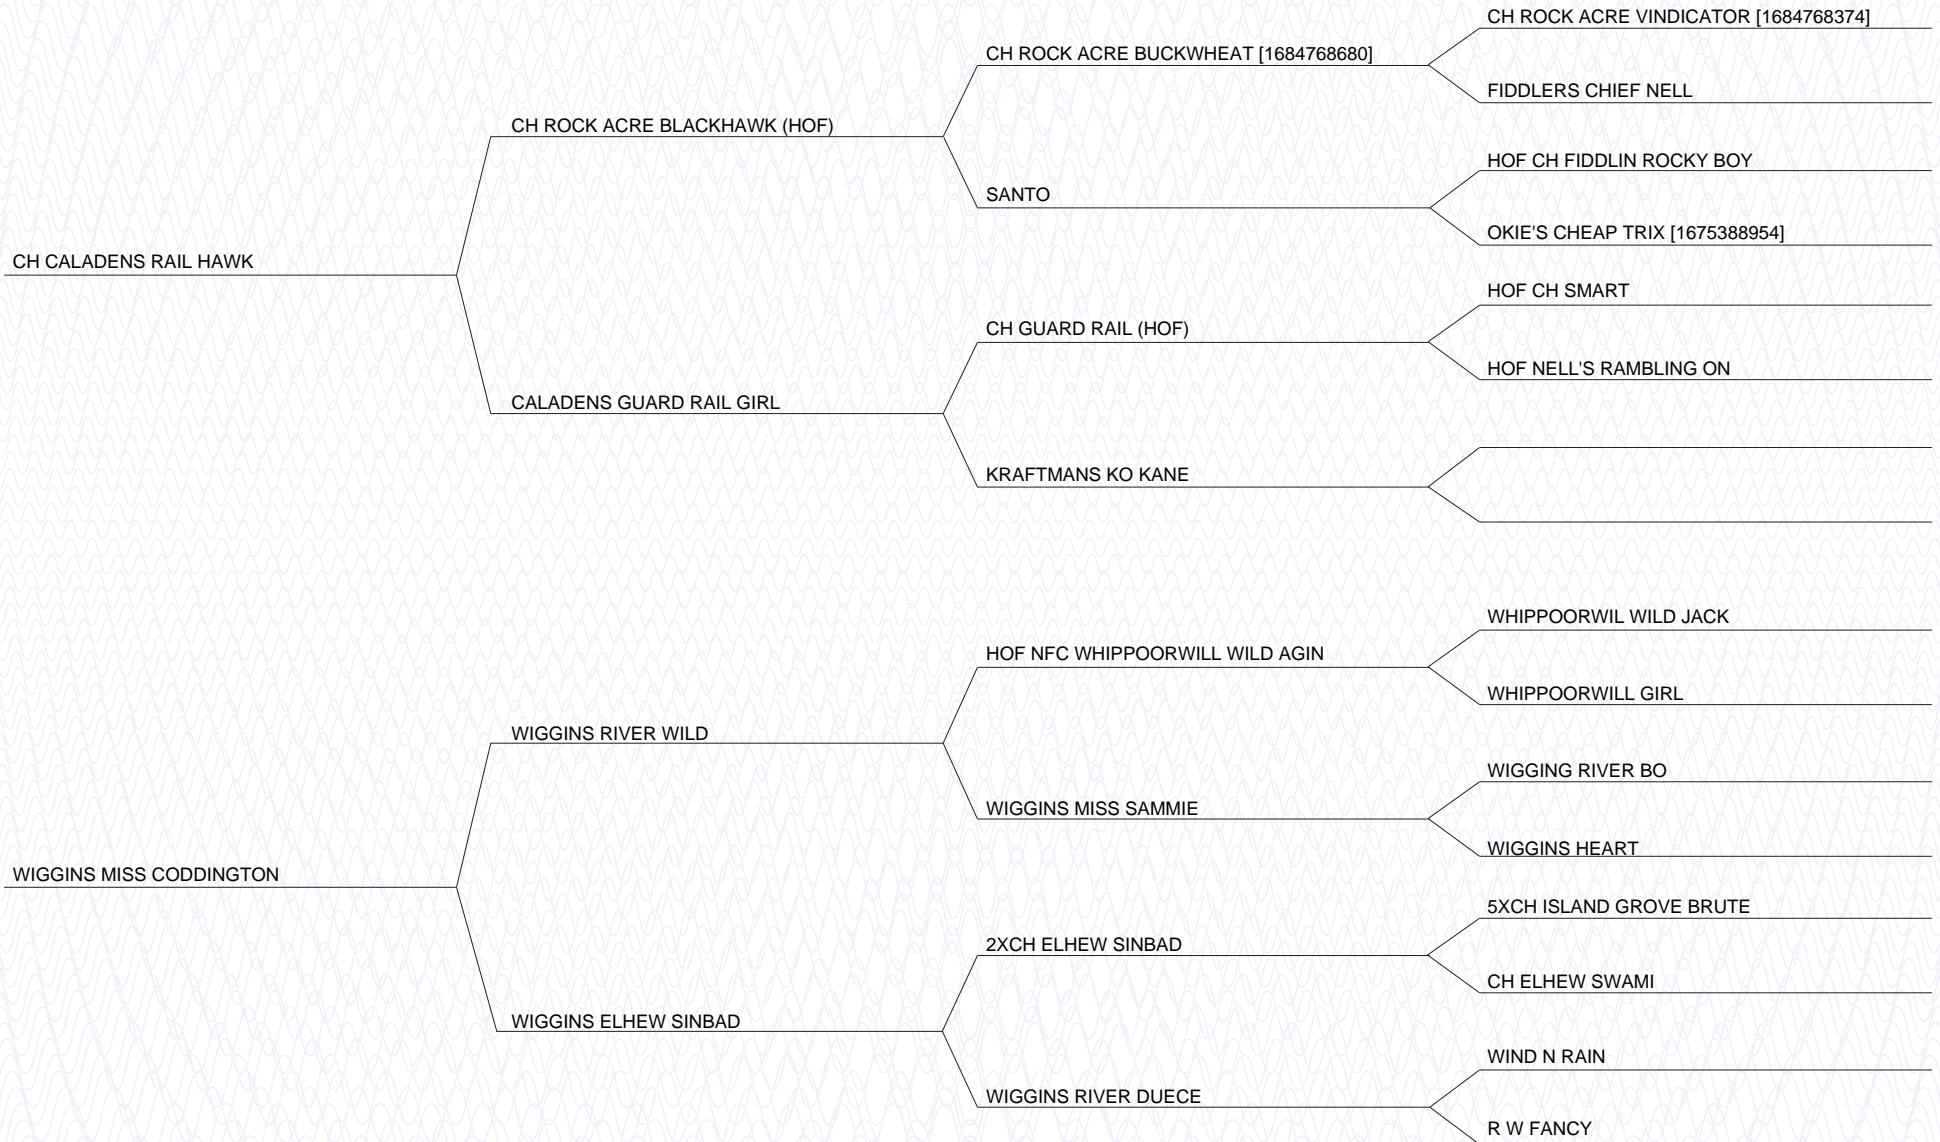 CH ROCK ACRE VINDICATOR [1684768374]
CH ROCK ACRE BUCKWHEAT [1684768680]
FIDDLERS CHIEF NELL
CH ROCK ACRE BLACKHAWK (HOF)
HOF CH FIDDLIN ROCKY BOY
SANTO
OKIE'S CHEAP TRIX [1675388954]
CH CALADENS RAIL HAWK
HOF CH SMART
CH GUARD RAIL (HOF)
HOF NELL'S RAMBLING ON
CALADENS GUARD RAIL GIRL
KRAFTMANS KO KANE
WHIPPOORWIL WILD JACK
HOF NFC WHIPPOORWILL WILD AGIN
WHIPPOORWILL GIRL
WIGGINS RIVER WILD
WIGGING RIVER BO
WIGGINS MISS SAMMIE
WIGGINS HEART
WIGGINS MISS CODDINGTON
5XCH ISLAND GROVE BRUTE
2XCH ELHEW SINBAD
CH ELHEW SWAMI
WIGGINS ELHEW SINBAD
WIND N RAIN
WIGGINS RIVER DUECE
R W FANCY